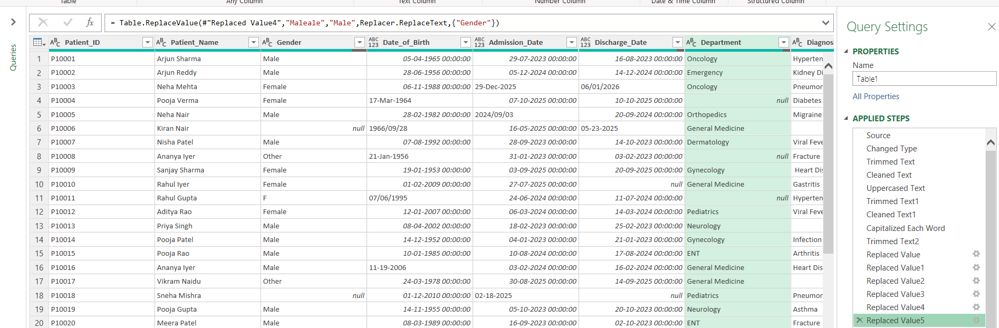 Table Any Column Text Column Number Column Date & Time Column Structured Column
fx = Table.ReplaceValue(#"Replaced Value4","Maleale","Male",Replacer.ReplaceText,{"Gender"})
Queries
ABC Patient_ID ABC Patient_Name ABC Gender ABC 123 Date_of_Birth ABC 123 Admission_Date ABC 123 Discharge_Date ABC Department ABC Diagnos
1 P10001 Arjun Sharma Male 05-04-1965 00:00:00 29-07-2023 00:00:00 16-08-2023 00:00:00 Oncology Hyperten
2 P10002 Arjun Reddy Male 28-06-1956 00:00:00 05-12-2024 00:00:00 14-12-2024 00:00:00 Emergency Kidney Di
3 P10003 Neha Mehta Female 06-11-1988 00:00:00 29-Dec-2025 06/01/2026 Oncology Pneumor
4 P10004 Pooja Verma Female 17-Mar-1964 07-10-2025 00:00:00 10-10-2025 00:00:00 null Diabetes
5 P10005 Neha Nair Male 28-02-1982 00:00:00 2024/09/03 20-09-2024 00:00:00 Orthopedics Migraine
6 P10006 Kiran Nair null 1966/09/28 16-05-2025 00:00:00 05-23-2025 General Medicine
7 P10007 Nisha Patel Male 07-08-1992 00:00:00 28-09-2023 00:00:00 14-10-2023 00:00:00 Dermatology Viral Feve
8 P10008 Ananya Iyer Other 21-Jan-1956 31-01-2023 00:00:00 03-02-2023 00:00:00 null Fracture
9 P10009 Sanjay Sharma Female 19-01-1953 00:00:00 03-09-2025 00:00:00 20-09-2025 00:00:00 Gynecology Heart Dis
10 P10010 Rahul Iyer Female 01-02-2009 00:00:00 27-07-2025 00:00:00 null General Medicine Gastritis
11 P10011 Rahul Gupta F 07/06/1995 24-06-2024 00:00:00 11-07-2024 00:00:00 null Hyperten
12 P10012 Aditya Rao Female 12-01-2007 00:00:00 06-03-2024 00:00:00 14-03-2024 00:00:00 Pediatrics Viral Feve
13 P10013 Priya Singh Male 08-04-2002 00:00:00 18-02-2023 00:00:00 25-02-2023 00:00:00 Neurology
14 P10014 Pooja Patel Male 14-12-1952 00:00:00 04-01-2023 00:00:00 21-01-2023 00:00:00 Gynecology Infection
15 P10015 Pooja Rao Male 10-01-1985 00:00:00 10-08-2024 00:00:00 17-08-2024 00:00:00 ENT Arthritis
16 P10016 Ananya Iyer Male 11-19-2006 03-02-2024 00:00:00 16-02-2024 00:00:00 General Medicine Heart Dis
17 P10017 Vikram Naidu Other 24-03-1978 00:00:00 30-08-2025 00:00:00 14-09-2025 00:00:00 General Medicine
18 P10018 Sneha Mishra null 01-12-2010 00:00:00 02-18-2025 null Pediatrics Pneumor
19 P10019 Pooja Gupta Male 14-11-1955 00:00:00 05-10-2023 00:00:00 20-10-2023 00:00:00 Neurology Asthma
20 P10020 Meera Patel Male 08-03-1989 00:00:00 16-09-2023 00:00:00 02-10-2023 00:00:00 ENT Fracture
Query Settings
PROPERTIES
Name
Table1
All Properties
APPLIED STEPS
Source
Changed Type
Trimmed Text
Cleaned Text
Uppercased Text
Trimmed Text1
Cleaned Text1
Capitalized Each Word
Trimmed Text2
Replaced Value
Replaced Value1
Replaced Value2
Replaced Value3
Replaced Value4
Replaced Value5